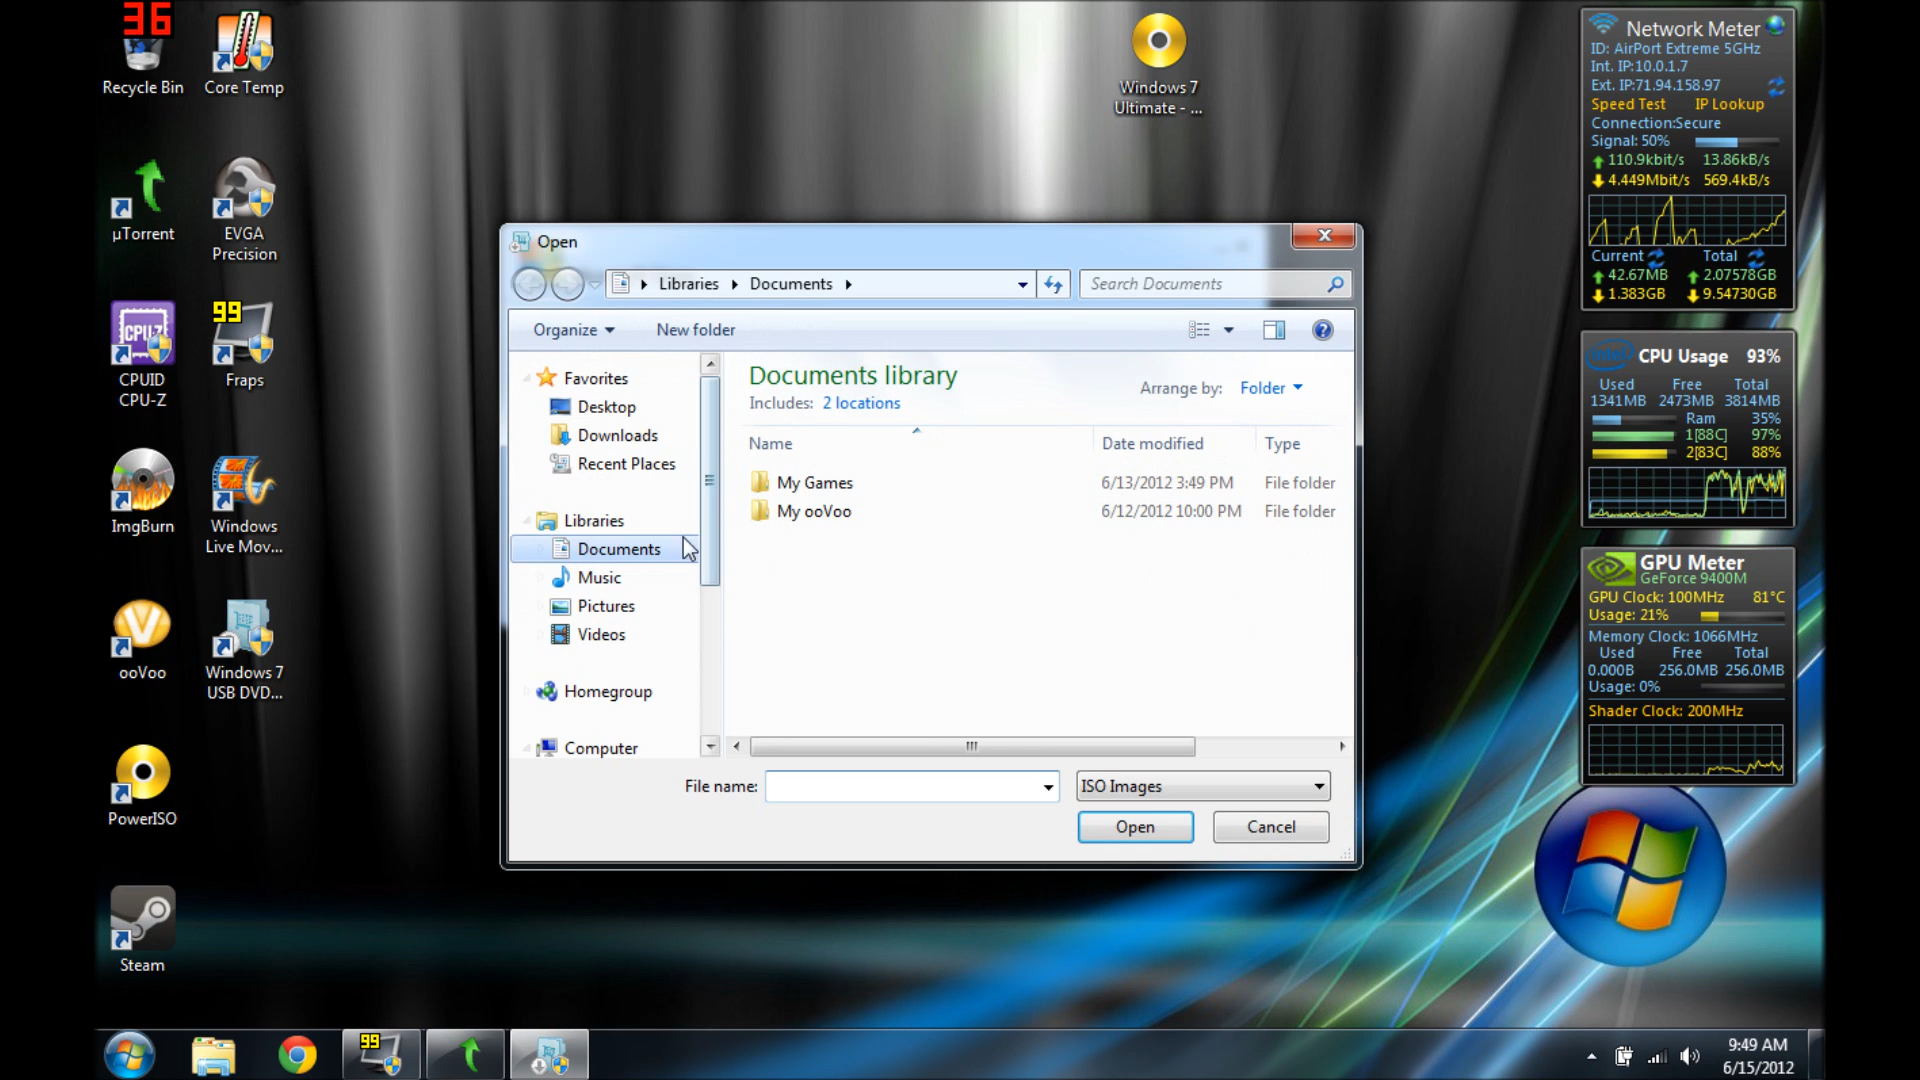 36
Recycle Bin
Core Temp
µTorrent
EVGA
Precision
CPU-Z
CPUID
CPU-Z
99
Fraps
ImgBurn
Windows
Live Mov...
ooVoo
Windows 7
USB DVD...
PowerISO
Steam
Windows 7
Ultimate - ...
Open
Libraries
Documents
Search Documents
Organize
New folder
Favorites
Desktop
Downloads
Recent Places
Libraries
Documents
Music
Pictures
Videos
Homegroup
Computer
Documents library
Includes: 2 locations
Arrange by: Folder
Name Date modified Type
My Games 6/13/2012 3:49 PM File folder
My ooVoo 6/12/2012 10:00 PM File folder
File name:
ISO Images
Open
Cancel
Network Meter
ID: AirPort Extreme 5GHz
Int. IP:10.0.1.7
Ext. IP:71.94.158.97
Speed Test IP Lookup
Connection:Secure
Signal: 50%
110.9kbit/s 13.86kB/s
4.449Mbit/s 569.4kB/s
Current Total
42.67MB 2.07578GB
1.383GB 9.54730GB
intel CPU Usage 93%
Used Free Total
1341MB 2473MB 3814MB
Ram 35%
1[88C] 97%
2[83C] 88%
GPU Meter
GeForce 9400M
GPU Clock: 100MHz 81°C
Usage: 21%
Memory Clock: 1066MHz
Used Free Total
0.000B 256.0MB 256.0MB
Usage: 0%
Shader Clock: 200MHz
99
9:49 AM
6/15/2012